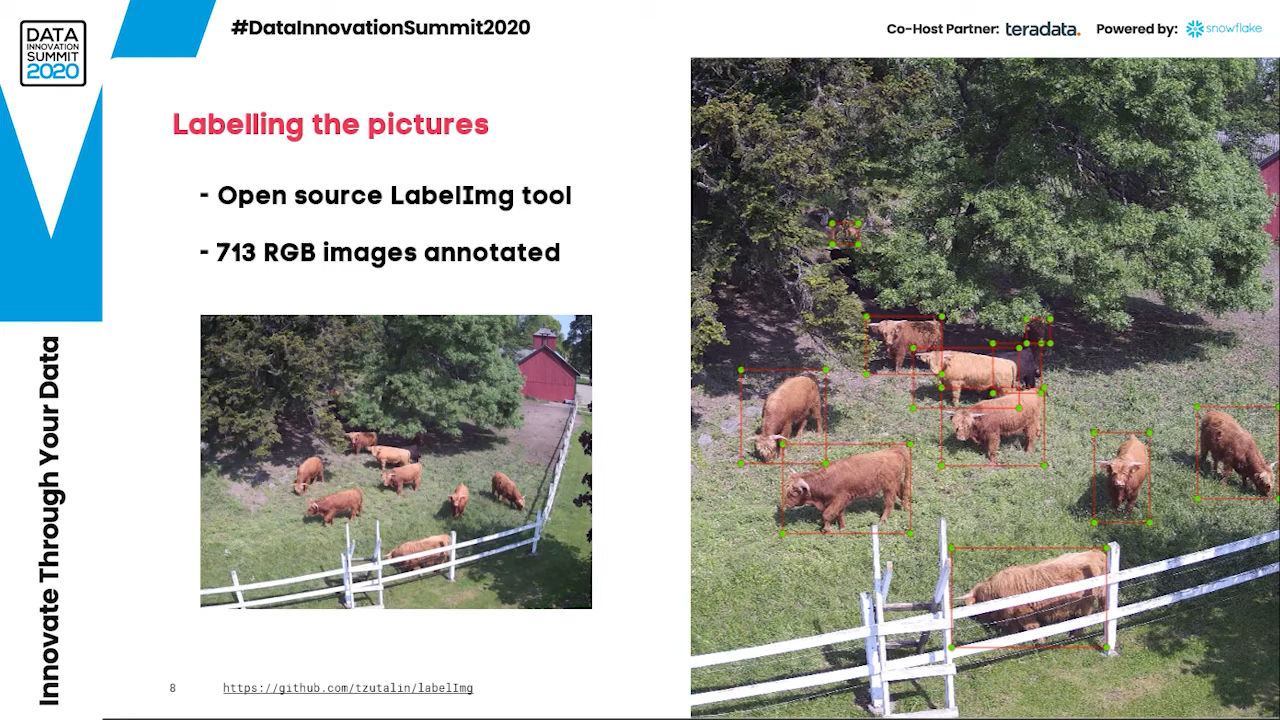 DATA
INNOVATION
SUMMIT
2020
#DataInnovationSummit2020
Co-Host Partner: teradata. Powered by: snowflake
Labelling the pictures
- Open source LabelImg tool
- 713 RGB images annotated
Innovate Through Your Data
8 https://github.com/tzutalin/labelImg